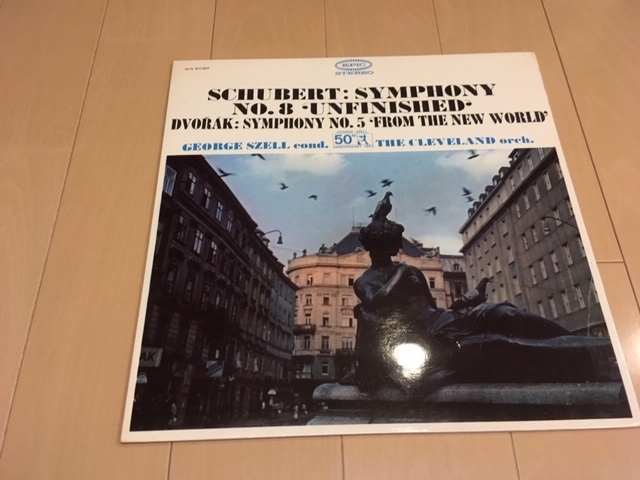 EPIC
STEREO
SCHUBERT: SYMPHONY
NO. 8 'UNFINISHED'
DVOŘÁK: SYMPHONY NO. 5 'FROM THE NEW WORLD'
GEORGE SZELL cond. 50th THE CLEVELAND orch.